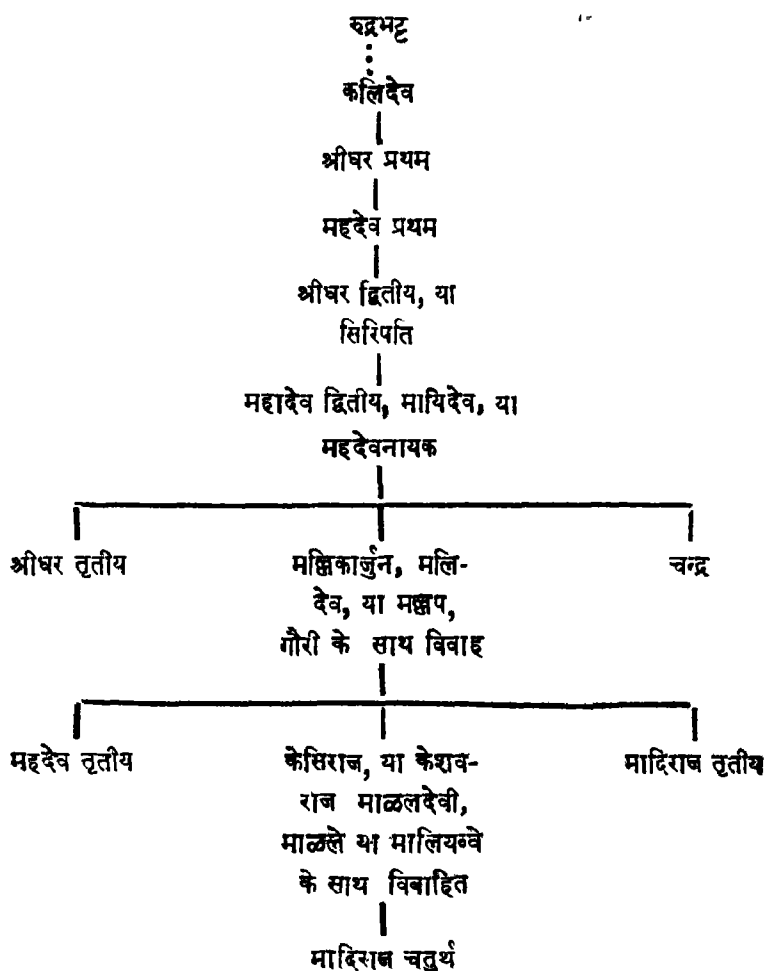 रुद्रभट्ट
कलिदेव
श्रीधर प्रथम
महदेव प्रथम
श्रीधर द्वितीय, या
सिरिपति
महादेव द्वितीय, मायिदेव, या
महदेवनायक
श्रीधर तृतीय मल्लिकार्जुन, मलि- चन्द्र
देव, या मल्लप,
गौरी के साथ विवाह
महदेव तृतीय केसिराज, या केशव- मादिराज तृतीय
राज माळलदेवी,
माळले या मालियव्वे
के साथ विवाहित
मादिराज चतुर्थ